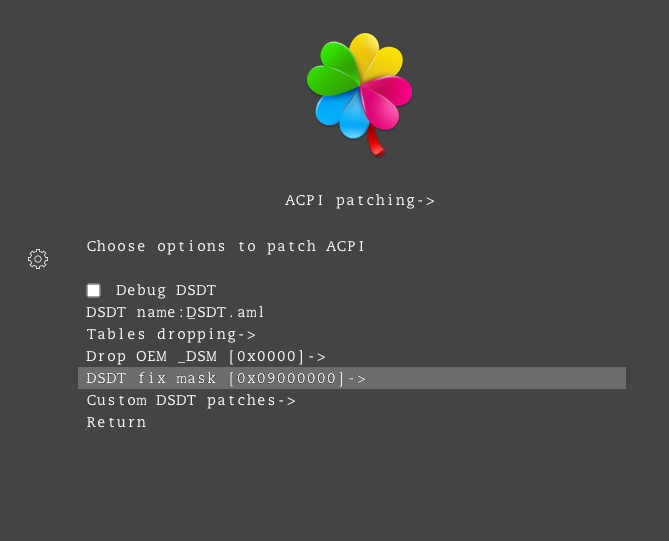 ACPI patching->
Choose options to patch ACPI
Debug DSDT
DSDT name:DSDT.aml
Tables dropping->
Drop OEM _DSM [0x0000]->
DSDT fix mask [0x09000000]->
Custom DSDT patches->
Return